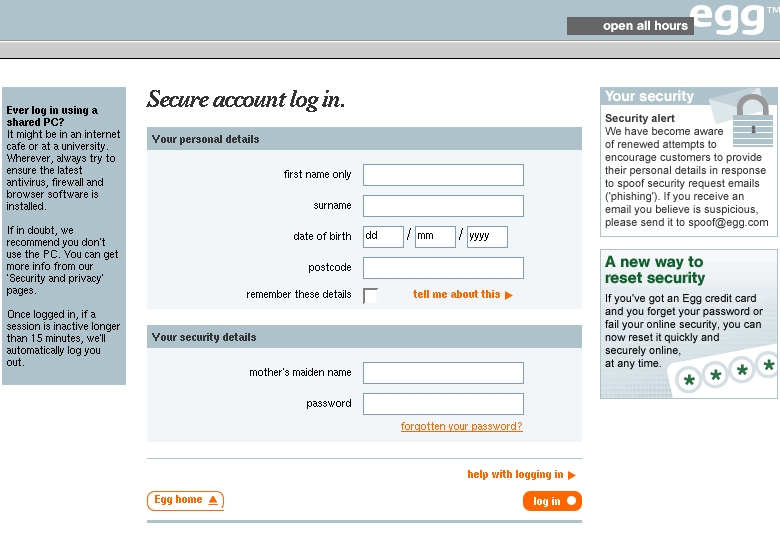 open all hours
egg™
Ever log in using a
shared PC?
It might be in an internet
cafe or at a university.
Wherever, always try to
ensure the latest
antivirus, firewall and
browser software is
installed.
If in doubt, we
recommend you don't
use the PC. You can get
more info from our
'Security and privacy'
pages.
Once logged in, if a
session is inactive longer
than 15 minutes, we'll
automatically log you
out.
Secure account log in.
Your personal details
first name only
surname
date of birth dd / mm / yyyy
postcode
remember these details tell me about this
Your security details
mother's maiden name
password
forgotten your password?
help with logging in
Egg home
log in
Your security
Security alert
We have become aware
of renewed attempts to
encourage customers to provide
their personal details in response
to spoof security request emails
('phishing'). If you receive an
email you believe is suspicious,
please send it to spoof@egg.com
A new way to
reset security
If you've got an Egg credit card
and you forget your password or
fail your online security, you can
now reset it quickly and
securely online,
at any time.
* * * *